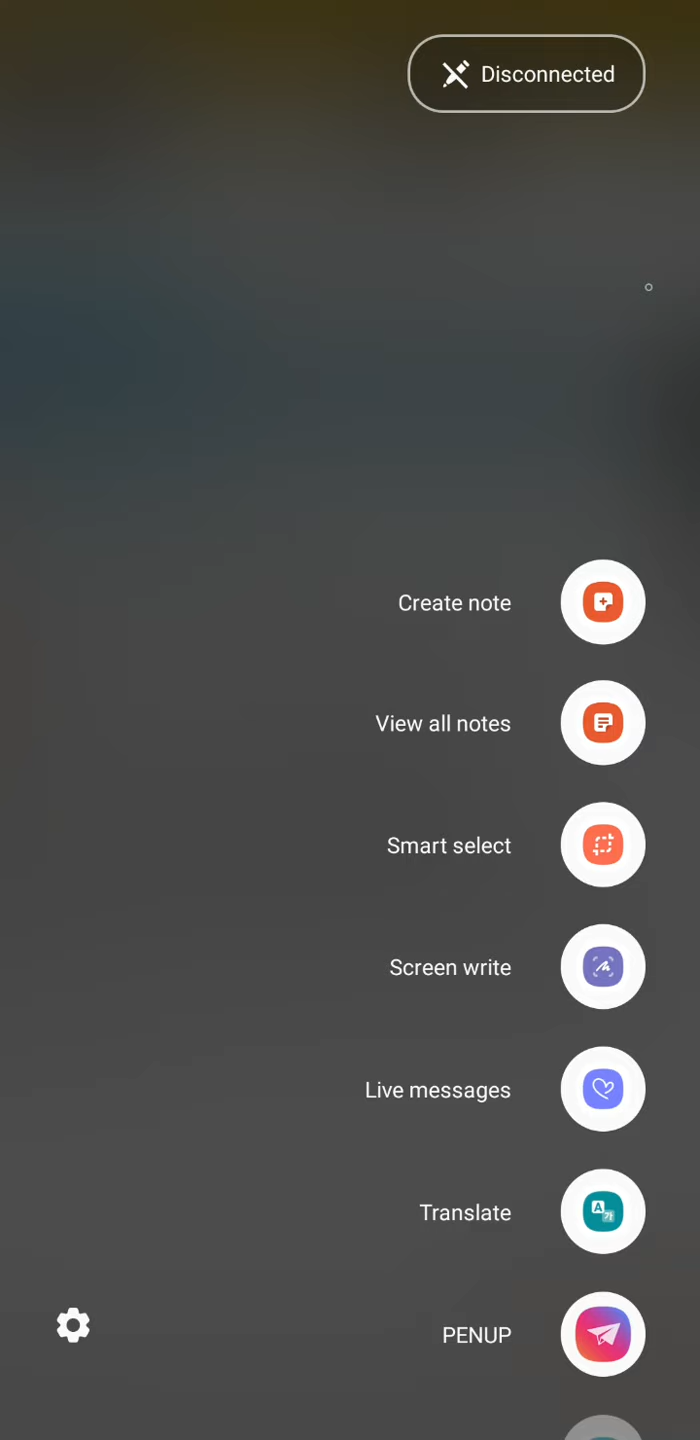 Disconnected
Create note
View all notes
Smart select
Screen write
Live messages
Translate
PENUP